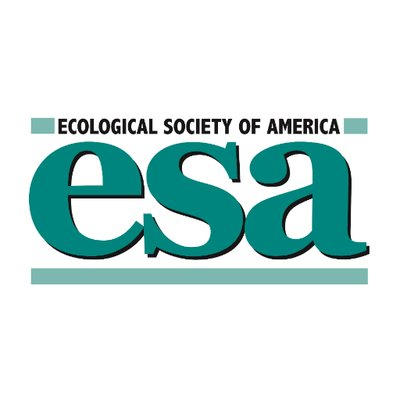 ECOLOGICAL SOCIETY OF AMERICA
esa